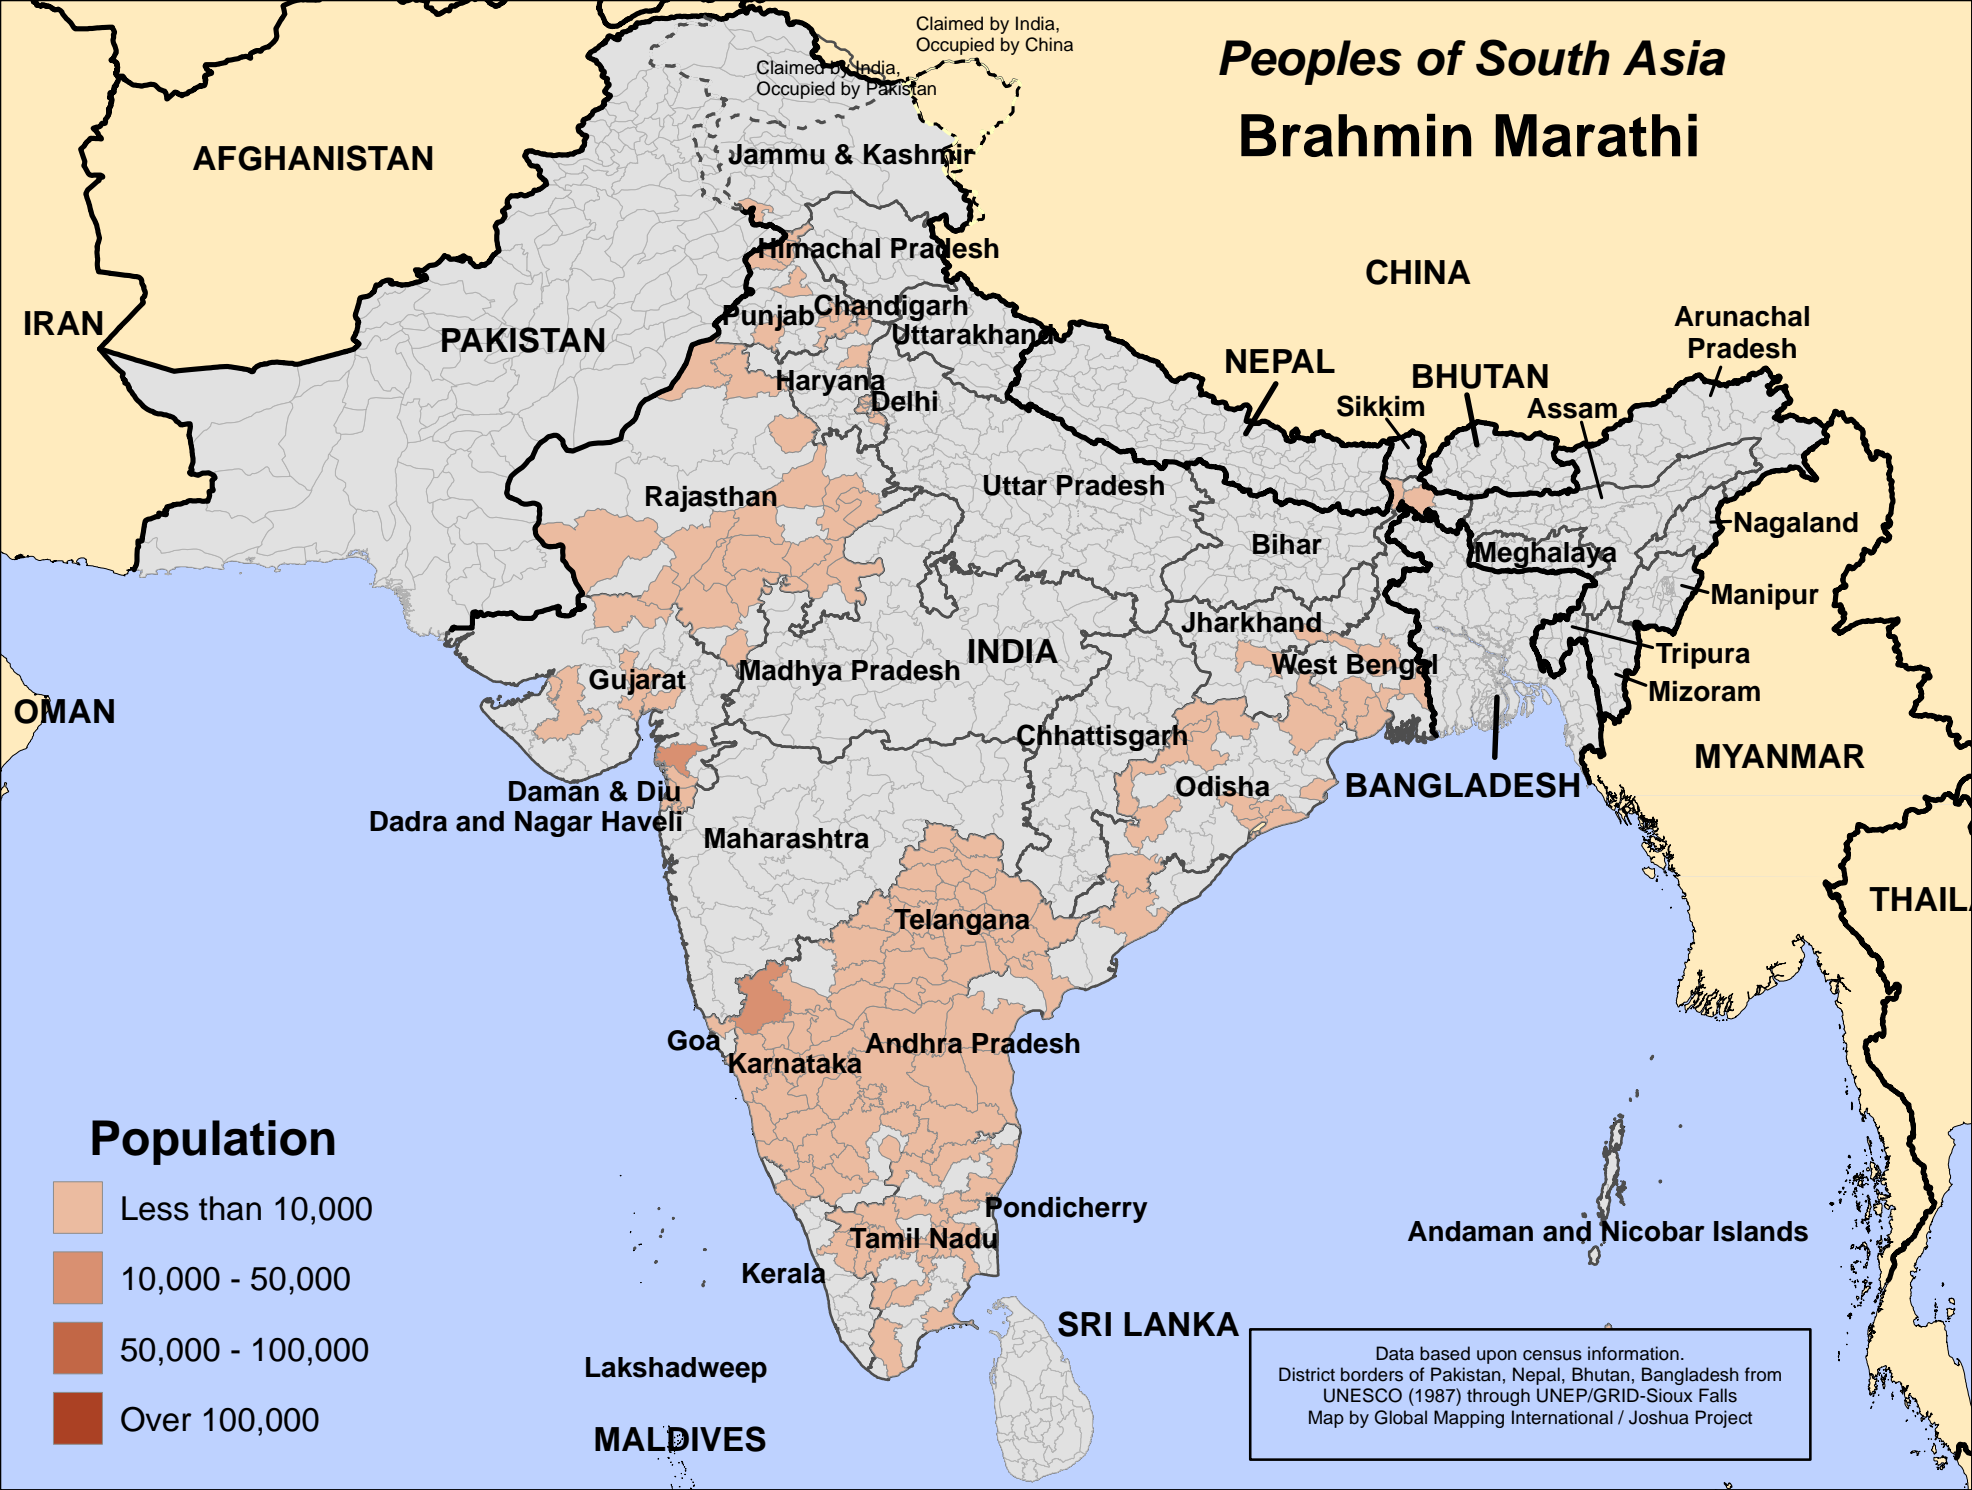 Claimed by India,
Occupied by China
Peoples of South Asia
Brahmin Marathi
Claimed by India,
Occupied by Pakistan
AFGHANISTAN
Jammu & Kashmir
Himachal Pradesh
CHINA
IRAN
PAKISTAN
Punjab
Chandigarh
Uttarakhand
Arunachal
Pradesh
NEPAL
BHUTAN
Haryana
Delhi
Sikkim
Assam
Rajasthan
Uttar Pradesh
Bihar
Nagaland
Meghalaya
Manipur
Jharkhand
INDIA
West Bengal
Tripura
Mizoram
Gujarat
Madhya Pradesh
OMAN
Chhattisgarh
MYANMAR
Odisha
BANGLADESH
Daman & Diu
Dadra and Nagar Haveli
Maharashtra
Telangana
THAILA
Goa
Karnataka
Andhra Pradesh
Pondicherry
Tamil Nadu
Kerala
Andaman and Nicobar Islands
SRI LANKA
Lakshadweep
MALDIVES
Population
Less than 10,000
10,000 - 50,000
50,000 - 100,000
Over 100,000
Data based upon census information.
District borders of Pakistan, Nepal, Bhutan, Bangladesh from
UNESCO (1987) through UNEP/GRID-Sioux Falls
Map by Global Mapping International / Joshua Project